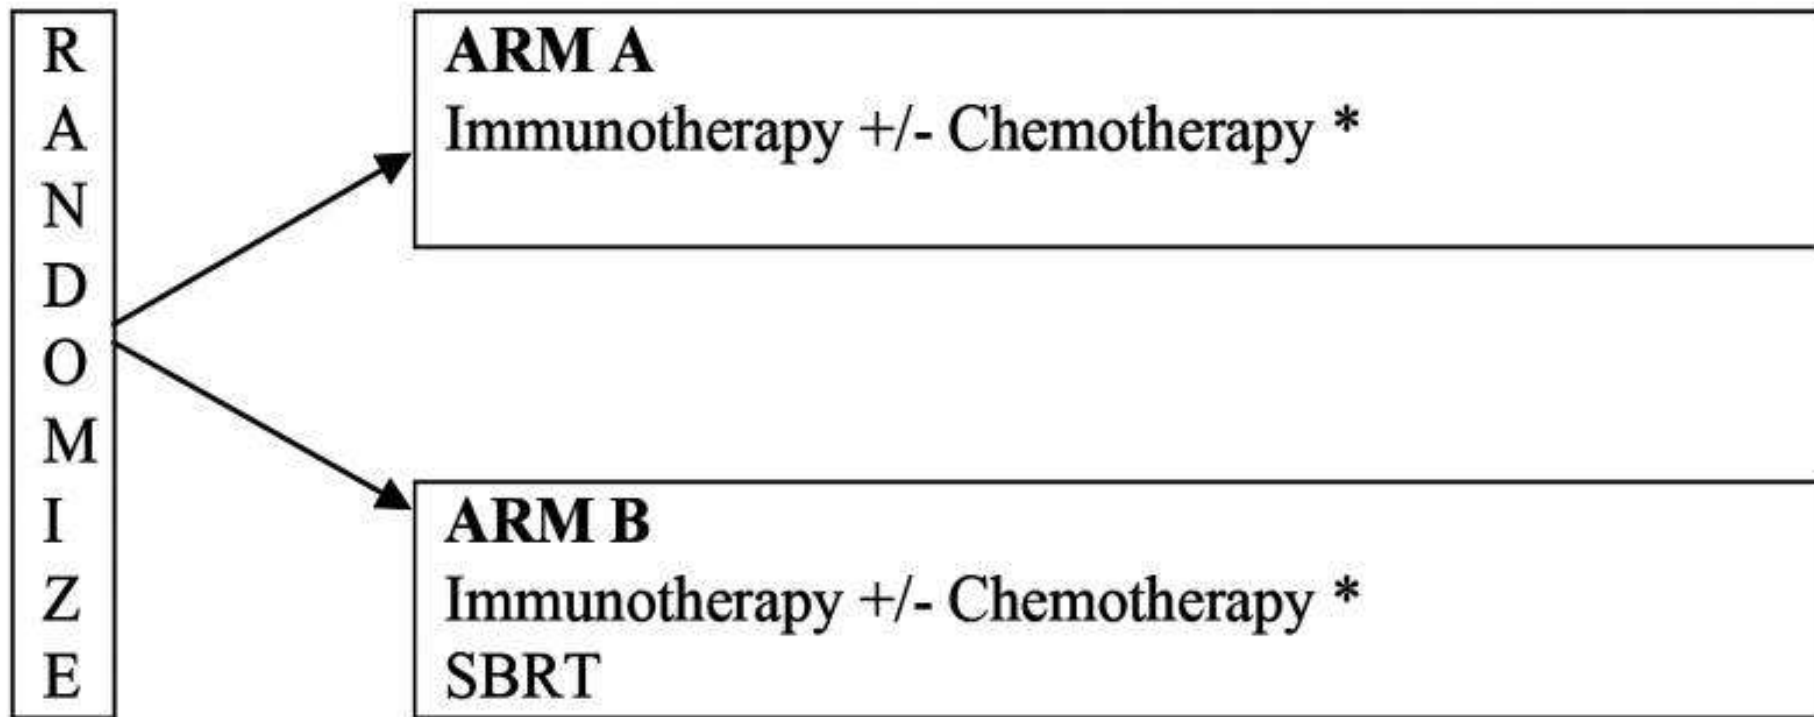 R
A
N
D
O
M
I
Z
E
ARM A
Immunotherapy +/- Chemotherapy *
ARM B
Immunotherapy +/- Chemotherapy *
SBRT